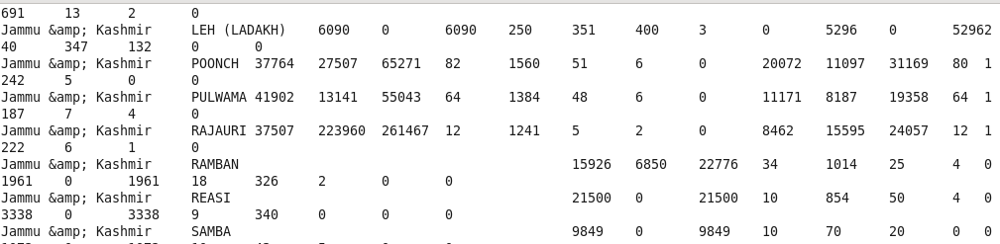 691 13 2 0
Jammu &amp; Kashmir LEH (LADAKH) 6090 0 6090 250 351 400 3 0 5296 0 52962
40 347 132 0 0
Jammu &amp; Kashmir POONCH 37764 27507 65271 82 1560 51 6 0 20072 11097 31169 80 1
242 5 0 0
Jammu &amp; Kashmir PULWAMA 41902 13141 55043 64 1384 48 6 0 11171 8187 19358 64 1
187 7 4 0
Jammu &amp; Kashmir RAJAURI 37507 223960 261467 12 1241 5 2 0 8462 15595 24057 12 1
222 6 1 0
Jammu &amp; Kashmir RAMBAN 15926 6850 22776 34 1014 25 4 0
1961 0 1961 18 326 2 0 0
Jammu &amp; Kashmir REASI 21500 0 21500 10 854 50 4 0
3338 0 3338 9 340 0 0 0
Jammu &amp; Kashmir SAMBA 9849 0 9849 10 70 20 0 0